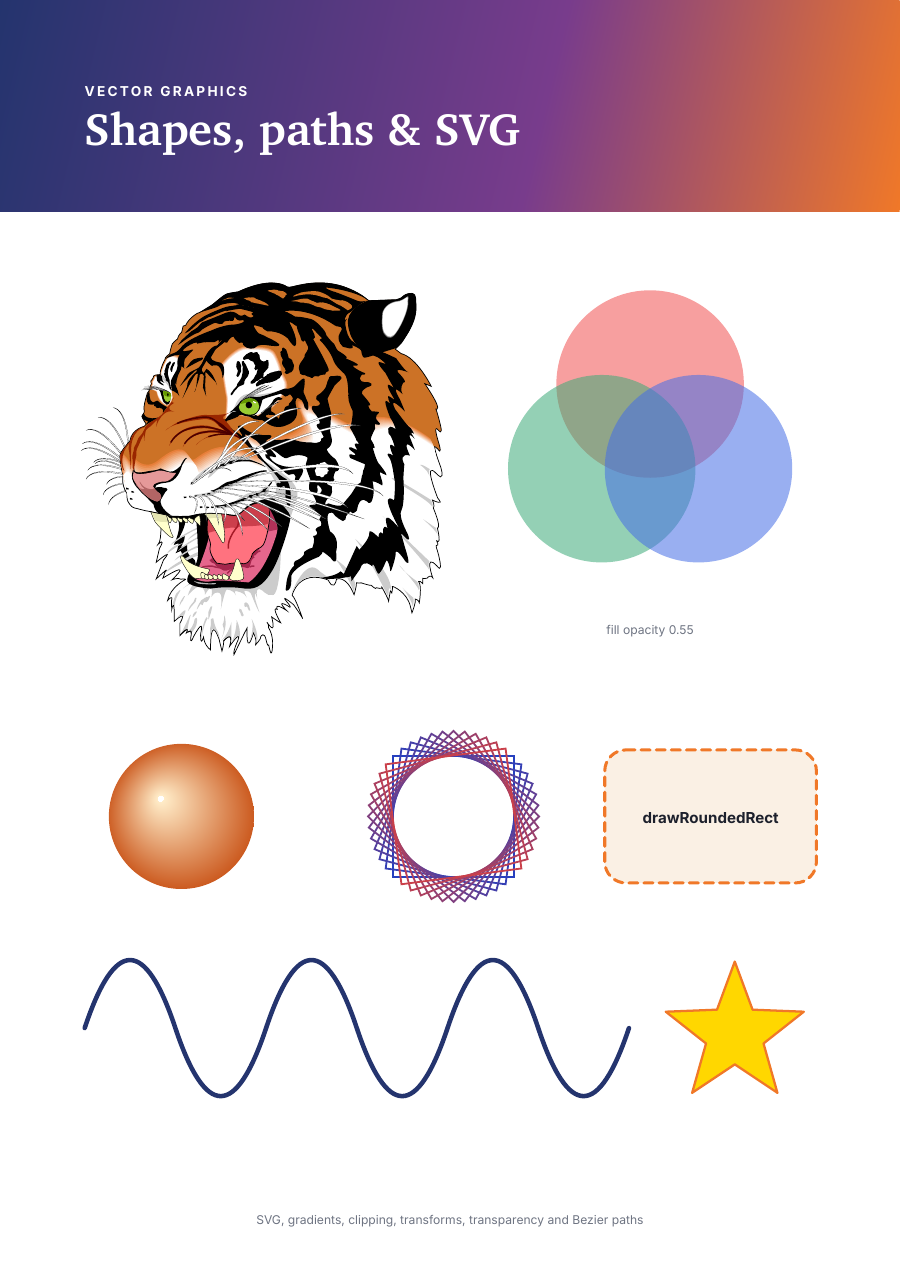 VECTOR GRAPHICS
Shapes, paths & SVG
fill opacity 0.55
drawRoundedRect
SVG, gradients, clipping, transforms, transparency and Bezier paths